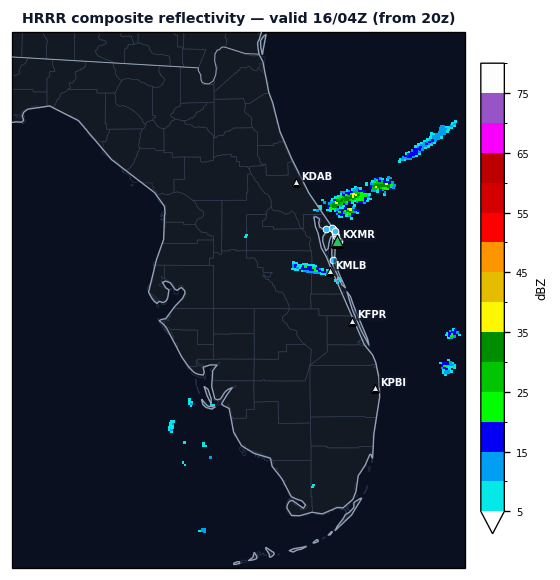 HRRR composite reflectivity — valid 16/04Z (from 20z)
KDAB
KXMR
KMLB
KFPR
KPBI
75
65
55
45
35
25
15
5
dBZ